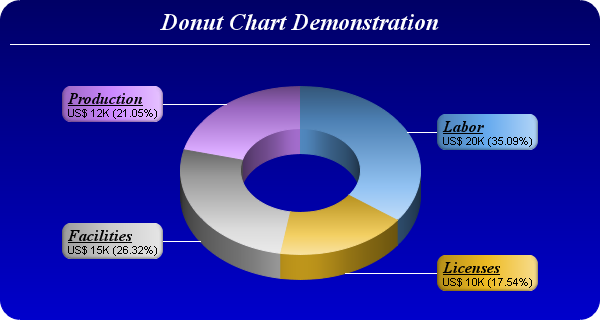 Donut Chart Demonstration
Production
US$ 12K (21.05%)
Labor
US$ 20K (35.09%)
Facilities
US$ 15K (26.32%)
Licenses
US$ 10K (17.54%)